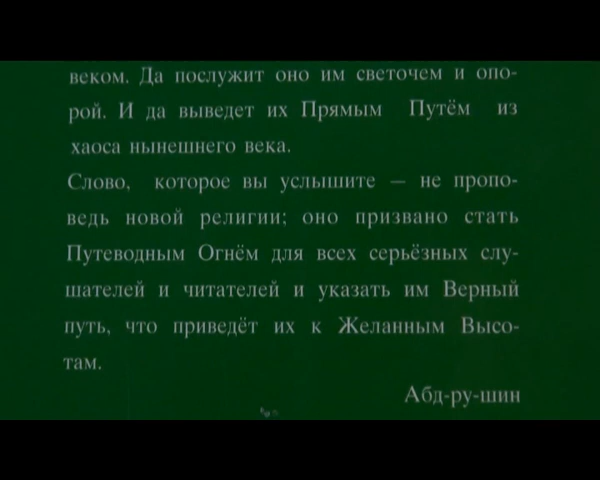 веком. Да послужит оно им светочем и опо-
рой. И да выведет их Прямым Путём из
хаоса нынешнего века.
Слово, которое вы услышите – не пропо-
ведь новой религии; оно призвано стать
Путеводным Огнём для всех серьёзных слу-
шателей и читателей и указать им Верный
путь, что приведёт их к Желанным Высо-
там.
Абд-ру-шин